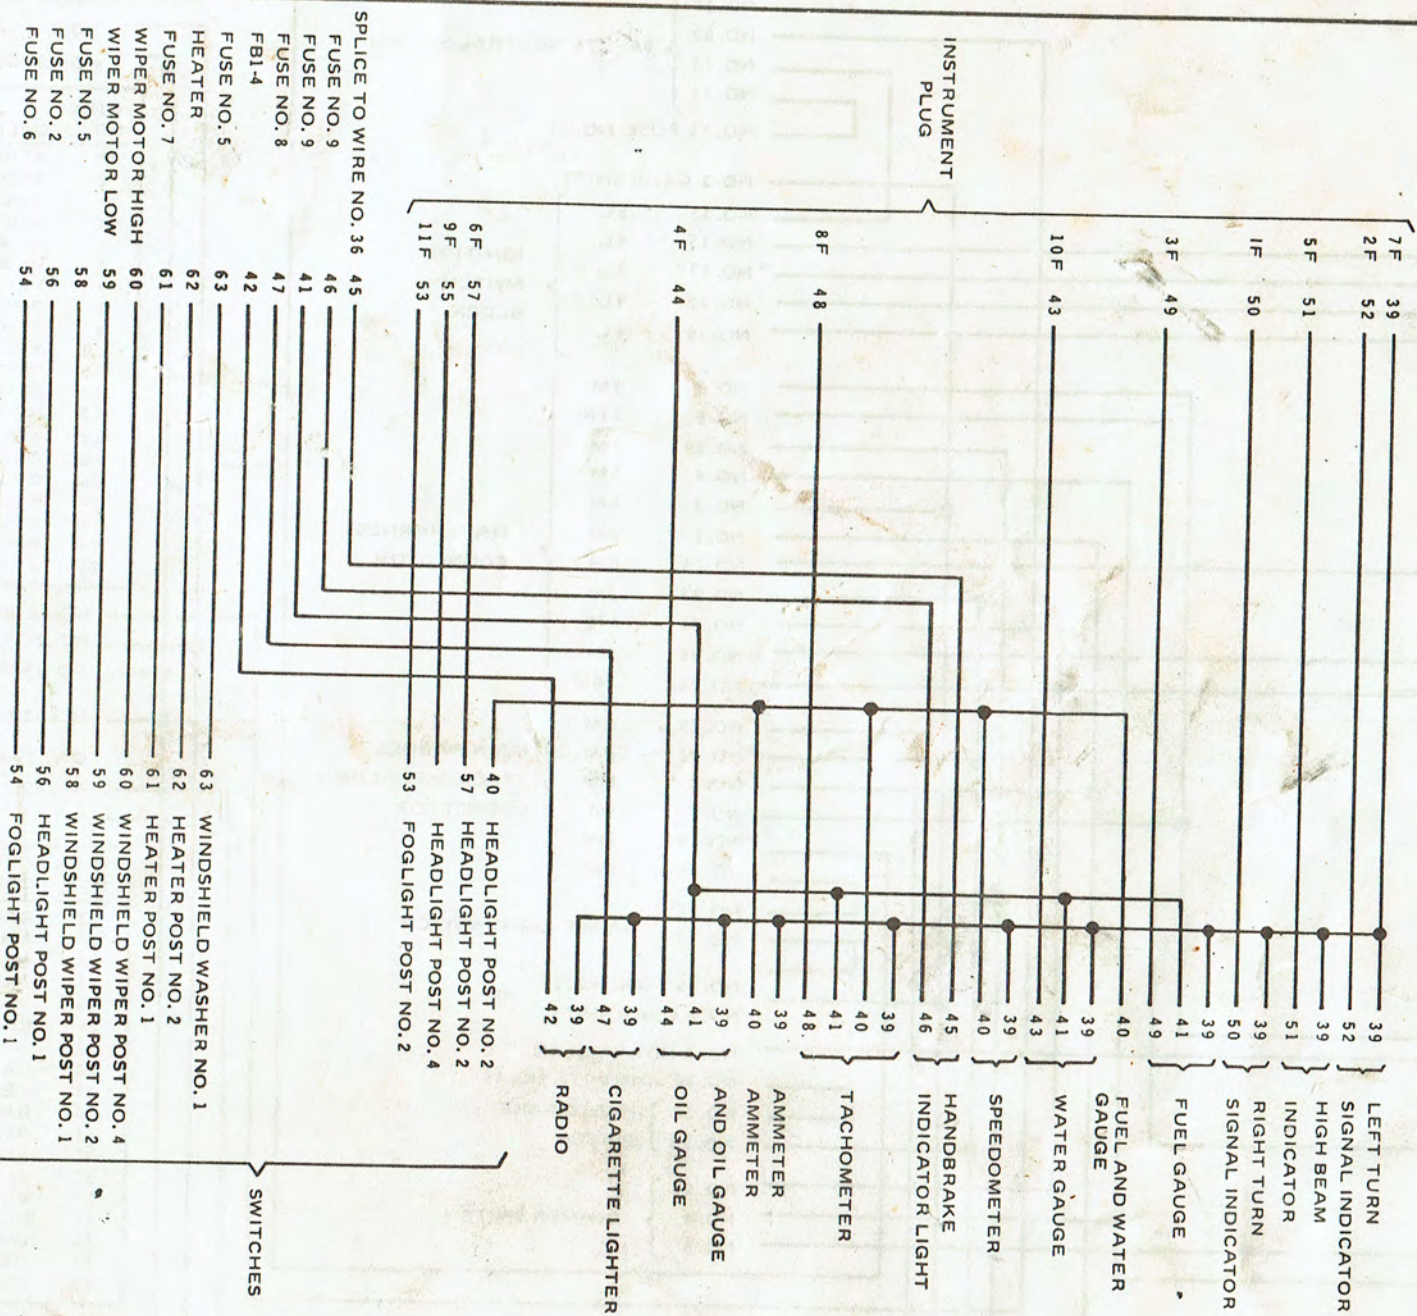 7F 39
2F 52
5F 51
1F 50
3F 49
10F 43
INSTRUMENT
PLUG
8F 48
4F 44
6F 57
9F 55
11F 53
SPLICE TO WIRE NO. 36 45
FUSE NO. 9 46
FUSE NO. 9 41
FUSE NO. 8 47
FB1-4 42
FUSE NO. 5 63
HEATER 62
FUSE NO. 7 61
WIPER MOTOR HIGH 60
WIPER MOTOR LOW 59
FUSE NO. 5 58
FUSE NO. 2 56
FUSE NO. 6 54
39 LEFT TURN
52 SIGNAL INDICATOR
39 HIGH BEAM
51 INDICATOR
39 RIGHT TURN
50 SIGNAL INDICATOR
39
41 FUEL GAUGE
49
40 FUEL AND WATER
39 GAUGE
41 WATER GAUGE
43
39 SPEEDOMETER
40
45 HANDBRAKE
46 INDICATOR LIGHT
39
40 TACHOMETER
41
48
39 AMMETER
40 AMMETER
39 AND OIL GAUGE
41 OIL GAUGE
44
39 CIGARETTE LIGHTER
47
39 RADIO
42
40 HEADLIGHT POST NO. 2
57 HEADLIGHT POST NO. 2
HEADLIGHT POST NO. 4
53 FOGLIGHT POST NO. 2
SWITCHES
63 WINDSHIELD WASHER NO. 1
62 HEATER POST NO. 2
61 HEATER POST NO. 1
60 WINDSHIELD WIPER POST NO. 4
59 WINDSHIELD WIPER POST NO. 2
58 WINDSHIELD WIPER POST NO. 1
56 HEADLIGHT POST NO. 1
54 FOGLIGHT POST NO. 1